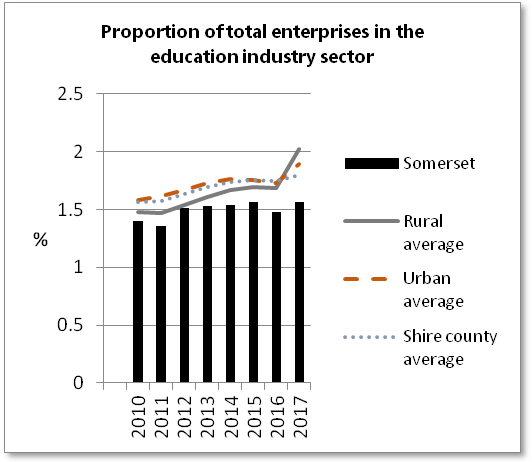 Proportion of total enterprises in the
education industry sector
2.5
2
1.5
1
0.5
0
%
2010
2011
2012
2013
2014
2015
2016
2017
Somerset
Rural
average
Urban
average
Shire county
average